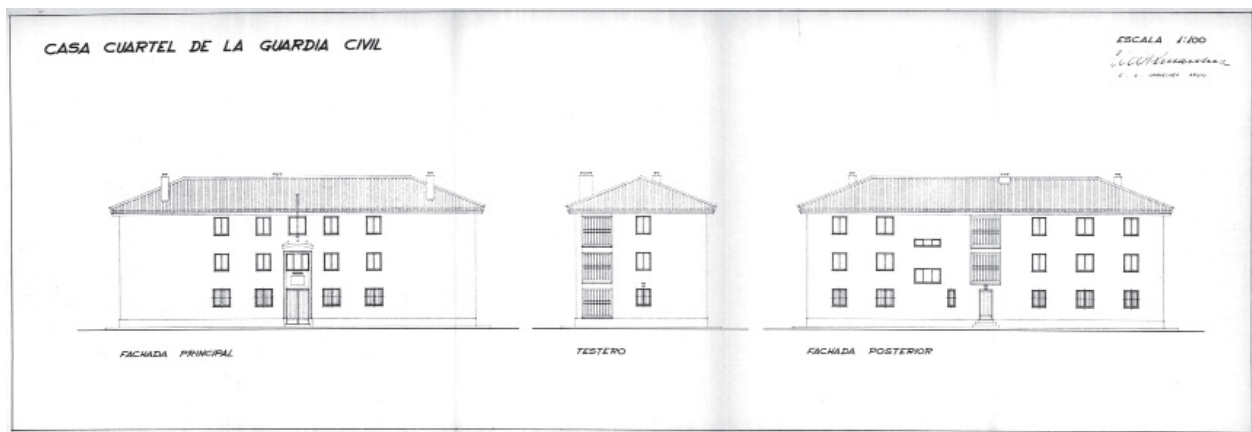 CASA CUARTEL DE LA GUARDIA CIVIL
ESCALA 1:100
FACHADA PRINCIPAL
TESTERO
FACHADA POSTERIOR